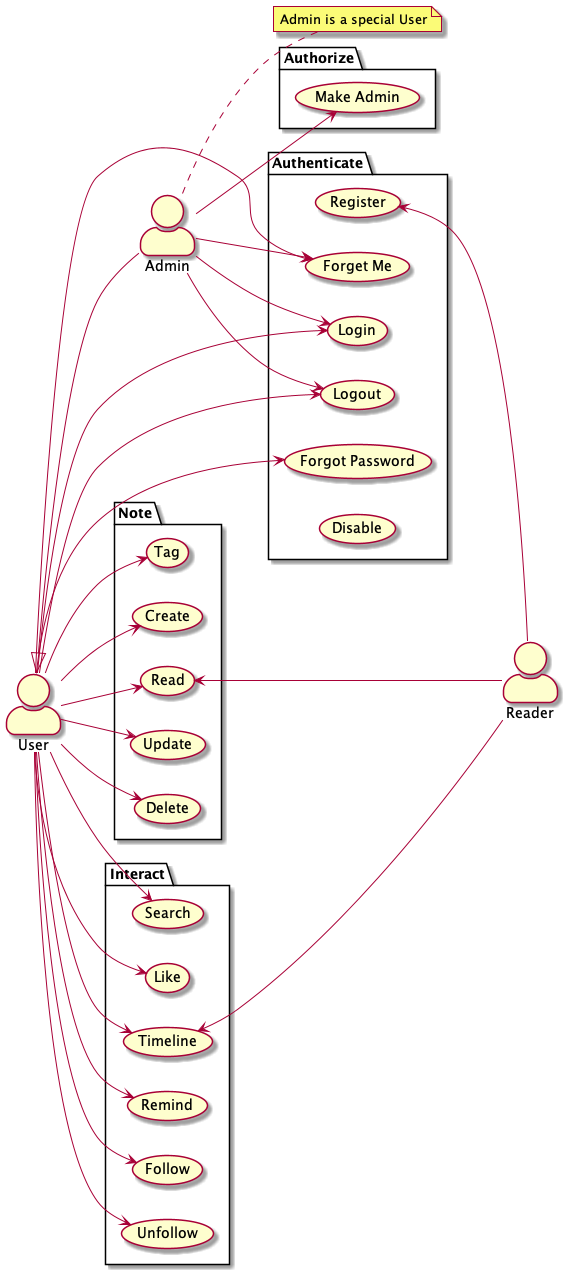 Admin is a special User
Authorize
Make Admin
Authenticate
Register
Admin
Forget Me
Login
Logout
Forgot Password
Note
Disable
Tag
Create
Read
Reader
User
Update
Delete
Interact
Search
Like
Timeline
Remind
Follow
Unfollow